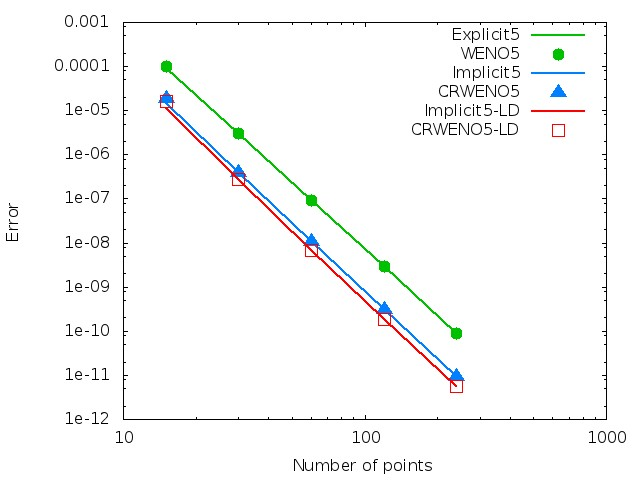 0.001
0.0001
1e-05
1e-06
1e-07
1e-08
1e-09
1e-10
1e-11
1e-12
Error
10
100
1000
Number of points
Explicit5
WENO5
Implicit5
CRWENO5
Implicit5-LD
CRWENO5-LD